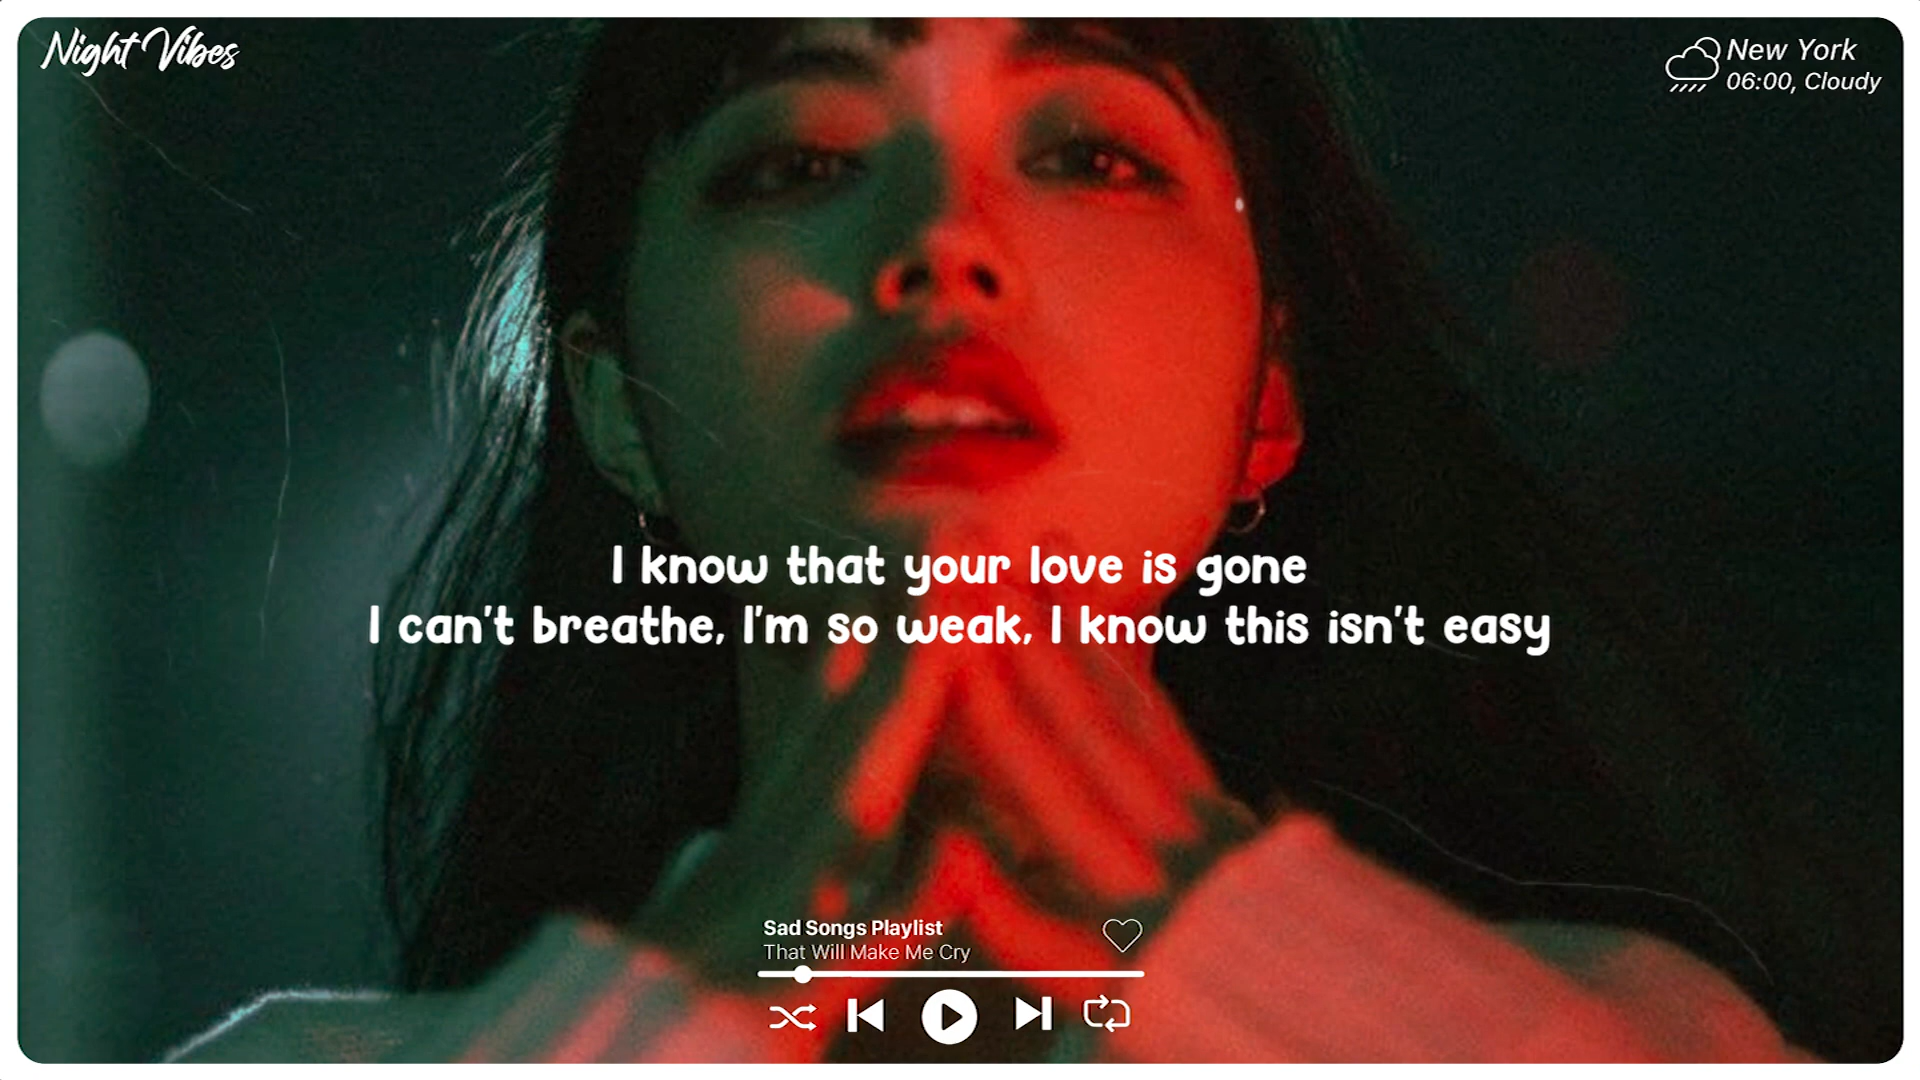 Night Vibes
New York
06:00, Cloudy
I know that your love is gone
I can't breathe, I'm so weak, I know this isn't easy
Sad Songs Playlist
That Will Make Me Cry